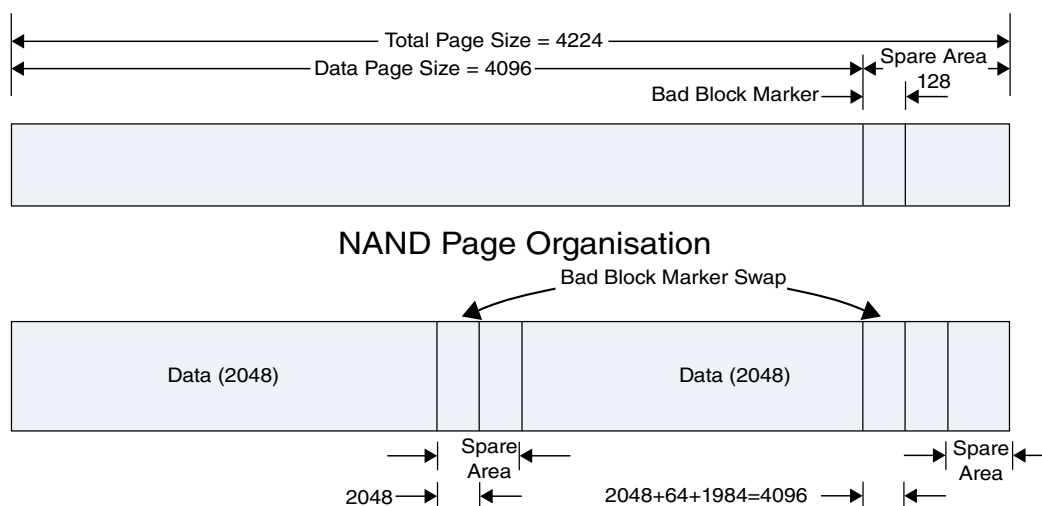 Total Page Size = 4224
Data Page Size = 4096
Spare Area
128
Bad Block Marker
NAND Page Organisation
Bad Block Marker Swap
Data (2048)
Data (2048)
Spare
Area
Spare
Area
2048
2048+64+1984=4096